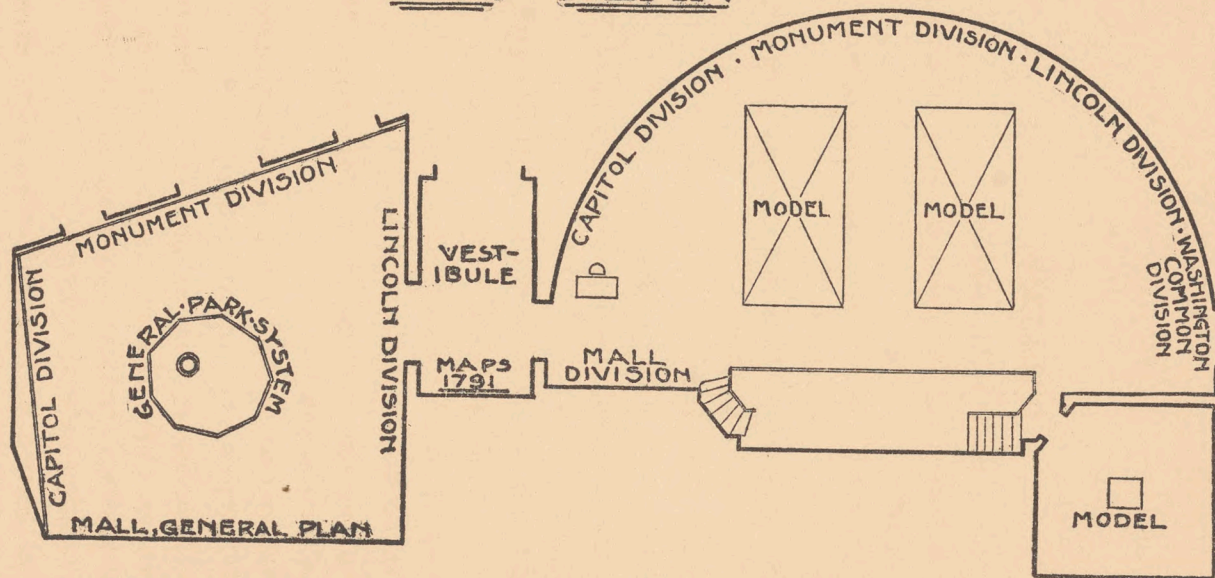 CAPITOL DIVISION · MONUMENT DIVISION · LINCOLN DIVISION · WASHINGTON
COMMON
DIVISION
MONUMENT DIVISION
CAPITOL DIVISION
LINCOLN DIVISION
GENERAL·PARK·SYSTEM
MALL, GENERAL PLAN
VEST-
IBULE
MAPS
1791
MALL
DIVISION
MODEL
MODEL
MODEL